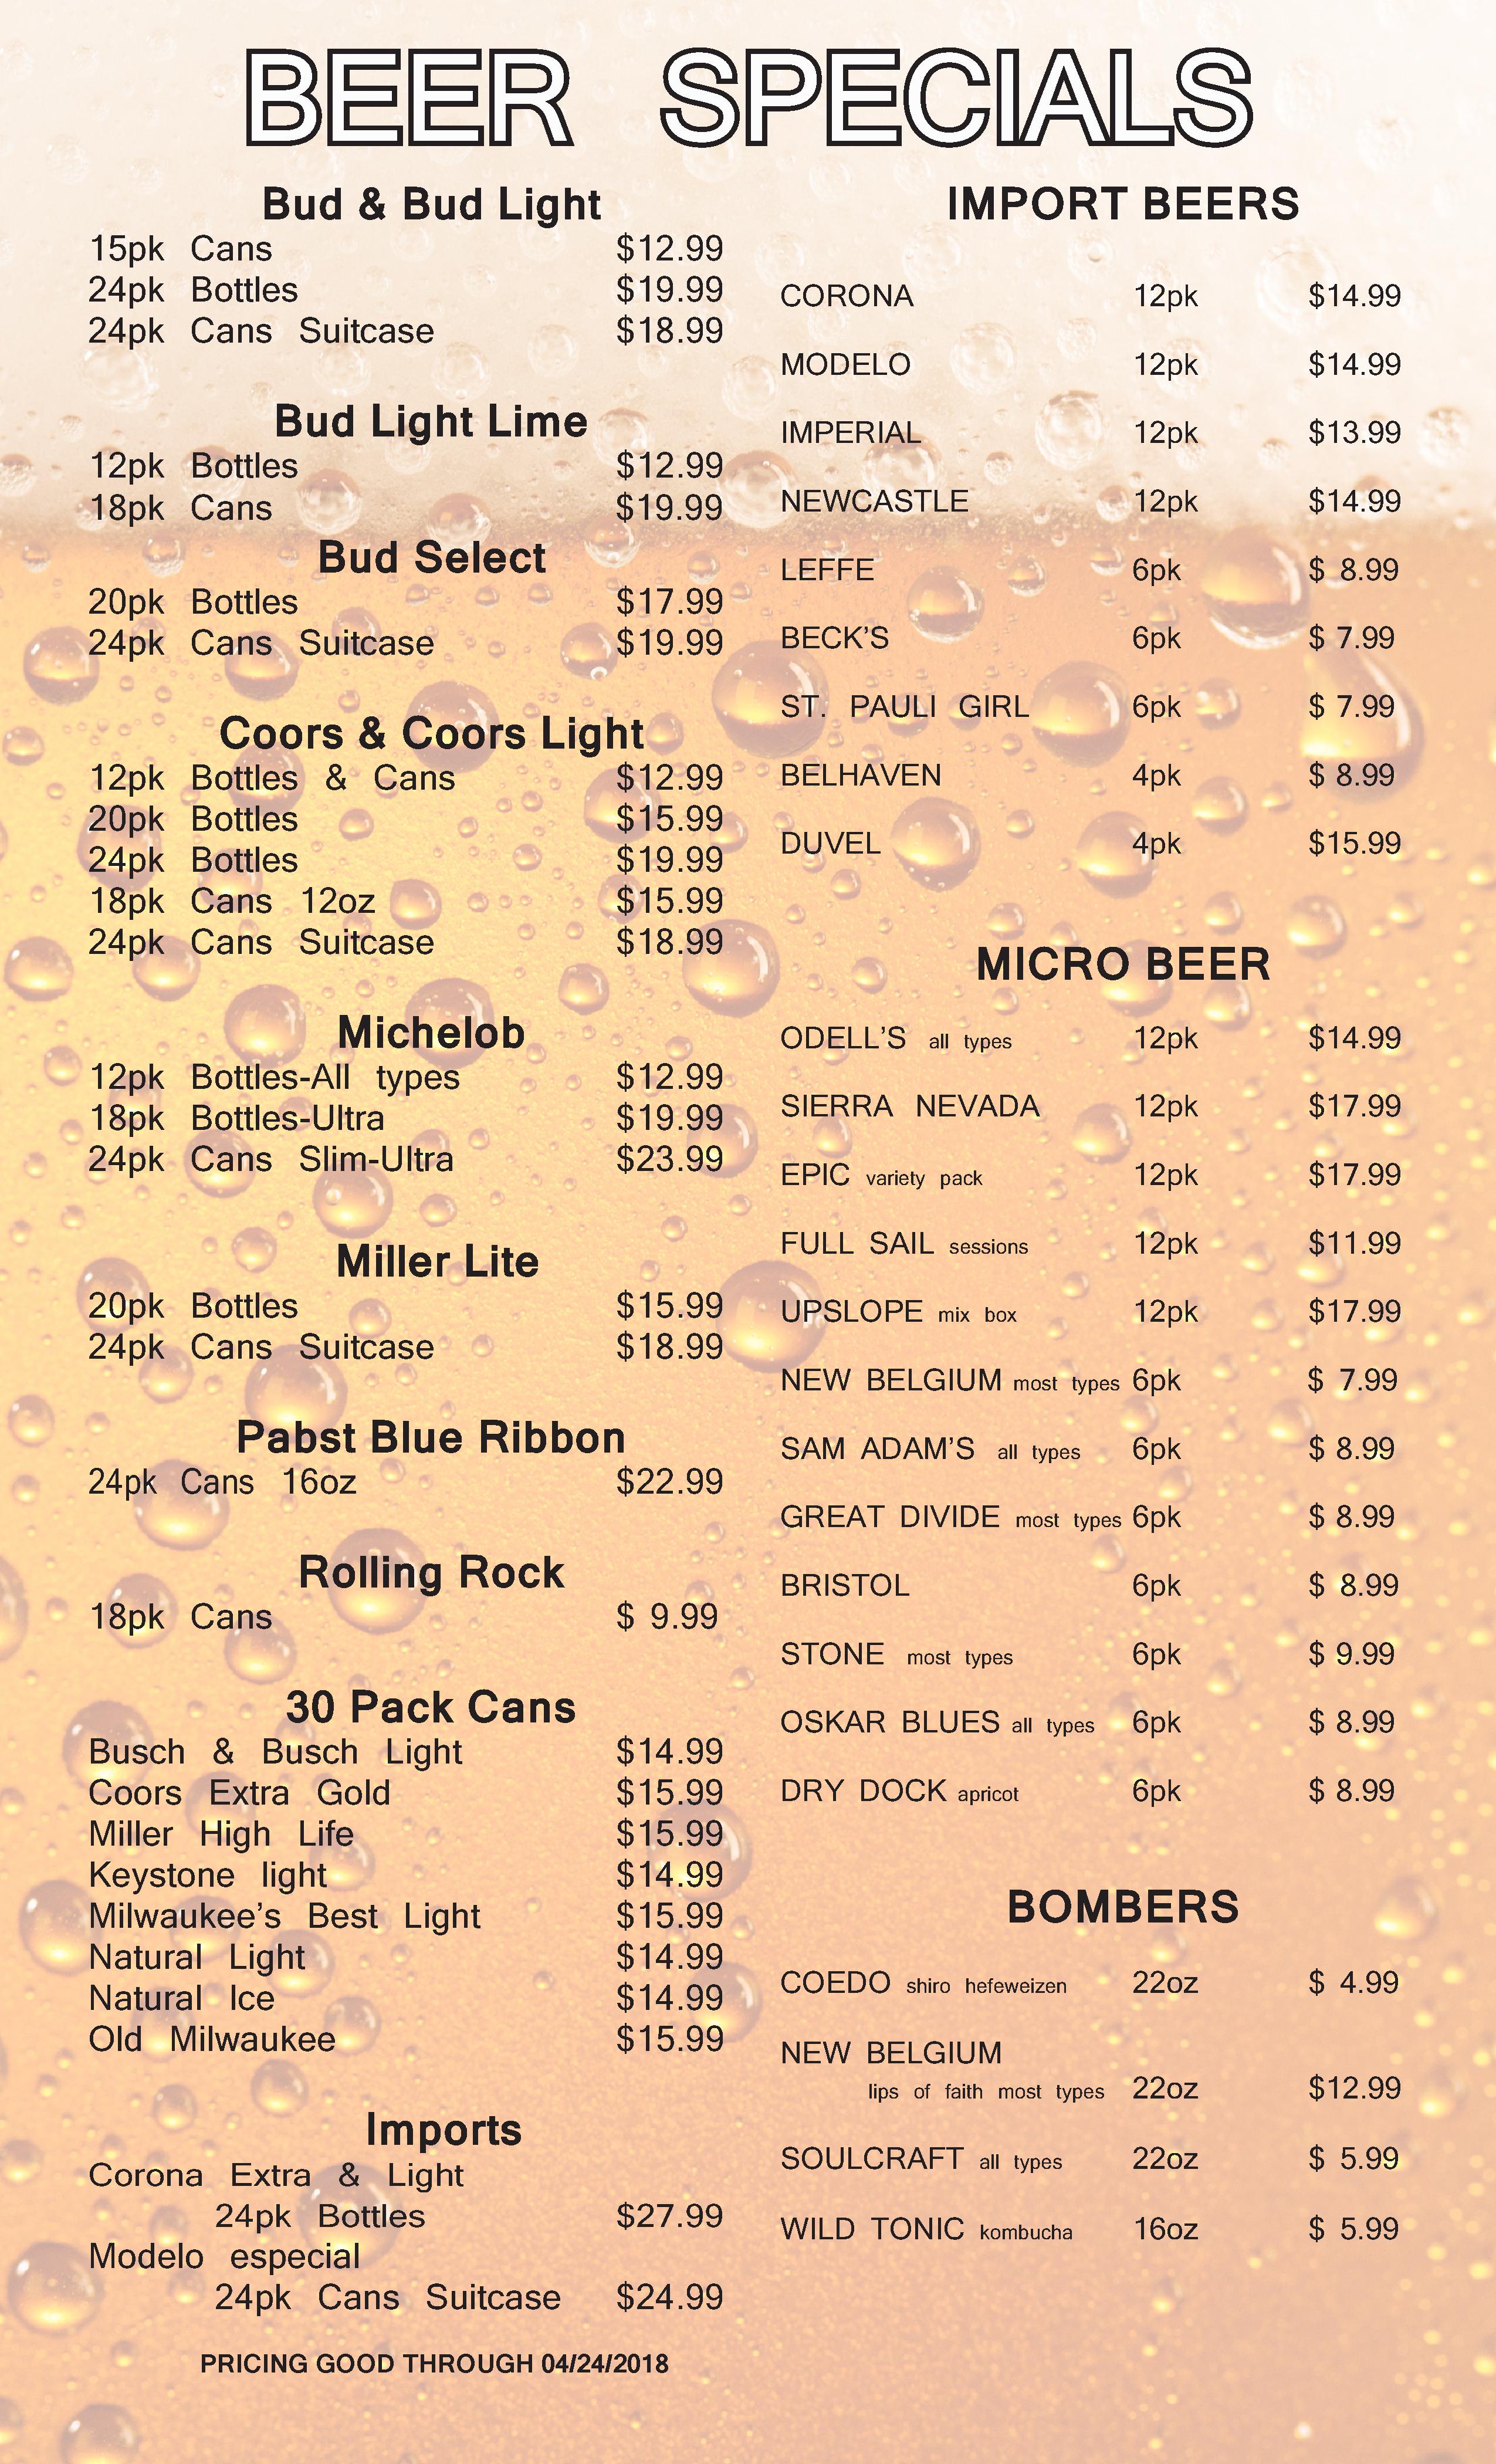 BEER SPECIALS
Bud & Bud Light
15pk Cans $12.99
24pk Bottles $19.99
24pk Cans Suitcase $18.99
Bud Light Lime
12pk Bottles $12.99
18pk Cans $19.99
Bud Select
20pk Bottles $17.99
24pk Cans Suitcase $19.99
Coors & Coors Light
12pk Bottles & Cans $12.99
20pk Bottles $15.99
24pk Bottles $19.99
18pk Cans 12oz $15.99
24pk Cans Suitcase $18.99
Michelob
12pk Bottles-All types $12.99
18pk Bottles-Ultra $19.99
24pk Cans Slim-Ultra $23.99
Miller Lite
20pk Bottles $15.99
24pk Cans Suitcase $18.99
Pabst Blue Ribbon
24pk Cans 16oz $22.99
Rolling Rock
18pk Cans $ 9.99
30 Pack Cans
Busch & Busch Light $14.99
Coors Extra Gold $15.99
Miller High Life $15.99
Keystone light $14.99
Milwaukee’s Best Light $15.99
Natural Light $14.99
Natural Ice $14.99
Old Milwaukee $15.99
Imports
Corona Extra & Light
24pk Bottles $27.99
Modelo especial
24pk Cans Suitcase $24.99
PRICING GOOD THROUGH 04/24/2018
IMPORT BEERS
CORONA 12pk $14.99
MODELO 12pk $14.99
IMPERIAL 12pk $13.99
NEWCASTLE 12pk $14.99
LEFFE 6pk $ 8.99
BECK’S 6pk $ 7.99
ST. PAULI GIRL 6pk $ 7.99
BELHAVEN 4pk $ 8.99
DUVEL 4pk $15.99
MICRO BEER
ODELL’S all types 12pk $14.99
SIERRA NEVADA 12pk $17.99
EPIC variety pack 12pk $17.99
FULL SAIL sessions 12pk $11.99
UPSLOPE mix box 12pk $17.99
NEW BELGIUM most types 6pk $ 7.99
SAM ADAM’S all types 6pk $ 8.99
GREAT DIVIDE most types 6pk $ 8.99
BRISTOL 6pk $ 8.99
STONE most types 6pk $ 9.99
OSKAR BLUES all types 6pk $ 8.99
DRY DOCK apricot 6pk $ 8.99
BOMBERS
COEDO shiro hefeweizen 22oz $ 4.99
NEW BELGIUM
lips of faith most types 22oz $12.99
SOULCRAFT all types 22oz $ 5.99
WILD TONIC kombucha 16oz $ 5.99